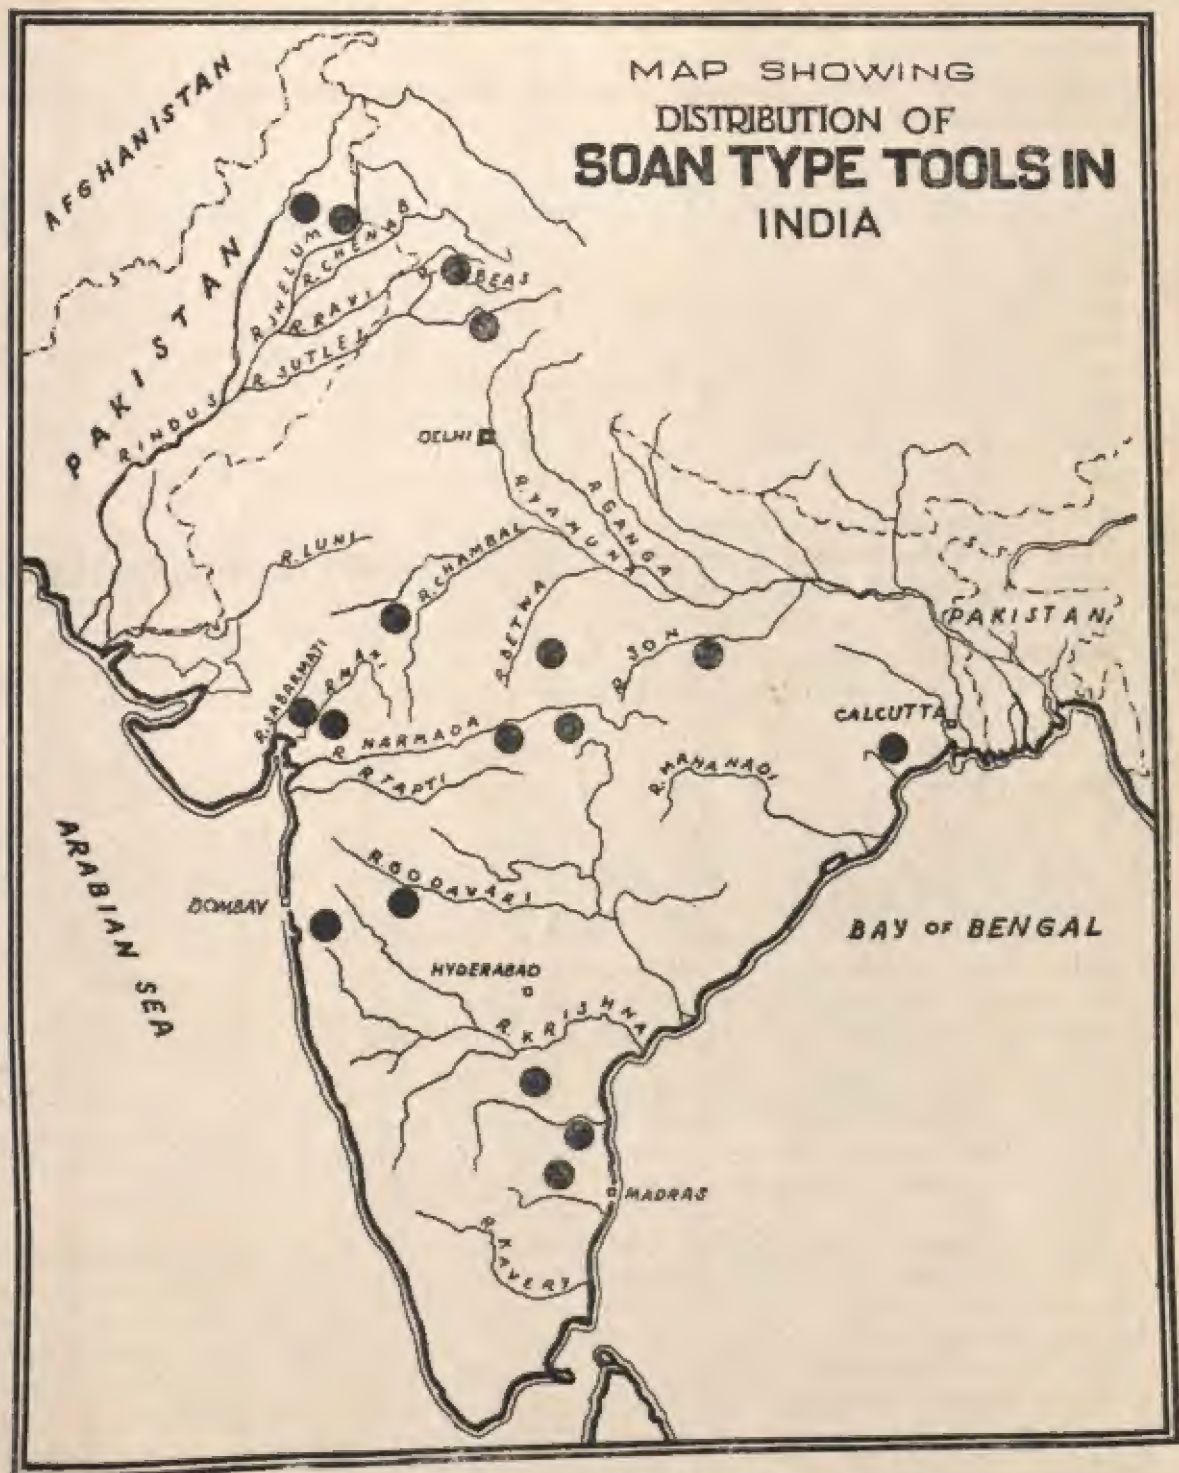 MAP SHOWING
DISTRIBUTION OF
SOAN TYPE TOOLS IN
INDIA
AFGHANISTAN
PAKISTAN
R. JHELUM
R. CHENAB
R. RAVI
BEAS
R. SUTLEJ
R. INDUS
DELHI
R. YAMUNA
R. GANGA
R. LUNI
R. CHAMBAL
R. BETWA
R. SON
PAKISTAN
R. SABARMATI
R. MAHI
CALCUTTA
R. NARMADA
R. TAPTI
R. MAHANADI
ARABIAN SEA
R. GODAVARI
BOMBAY
BAY OF BENGAL
HYDERABAD
R. KRISHNA
MADRAS
R. KAVERI